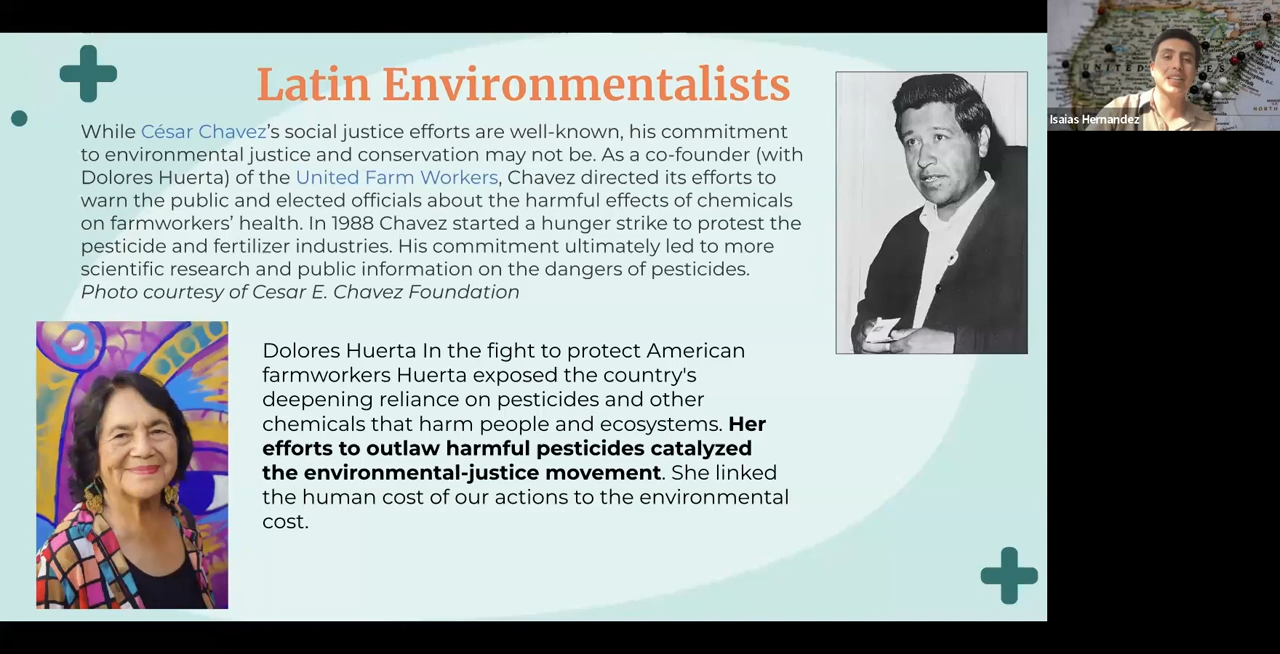 Latin Environmentalists
While César Chavez's social justice efforts are well-known, his commitment
to environmental justice and conservation may not be. As a co-founder (with
Dolores Huerta) of the United Farm Workers, Chavez directed its efforts to
warn the public and elected officials about the harmful effects of chemicals
on farmworkers' health. In 1988 Chavez started a hunger strike to protest the
pesticide and fertilizer industries. His commitment ultimately led to more
scientific research and public information on the dangers of pesticides.
Photo courtesy of Cesar E. Chavez Foundation
Dolores Huerta In the fight to protect American
farmworkers Huerta exposed the country's
deepening reliance on pesticides and other
chemicals that harm people and ecosystems. Her
efforts to outlaw harmful pesticides catalyzed
the environmental-justice movement. She linked
the human cost of our actions to the environmental
cost.
Isaias Hernandez